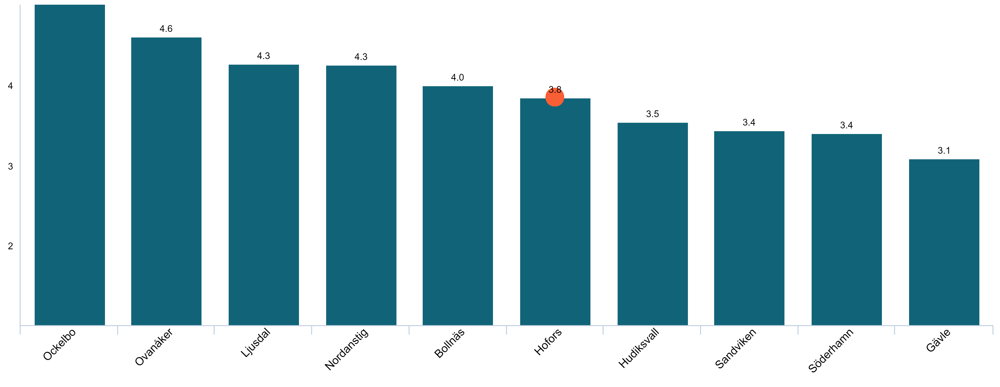 4.6
4.3
4.3
4.0
3.8
3.5
3.4
3.4
3.1
4
3
2
Ockelbo
Ovanåker
Ljusdal
Nordanstig
Bollnäs
Hofors
Hudiksvall
Sandviken
Söderhamn
Gävle